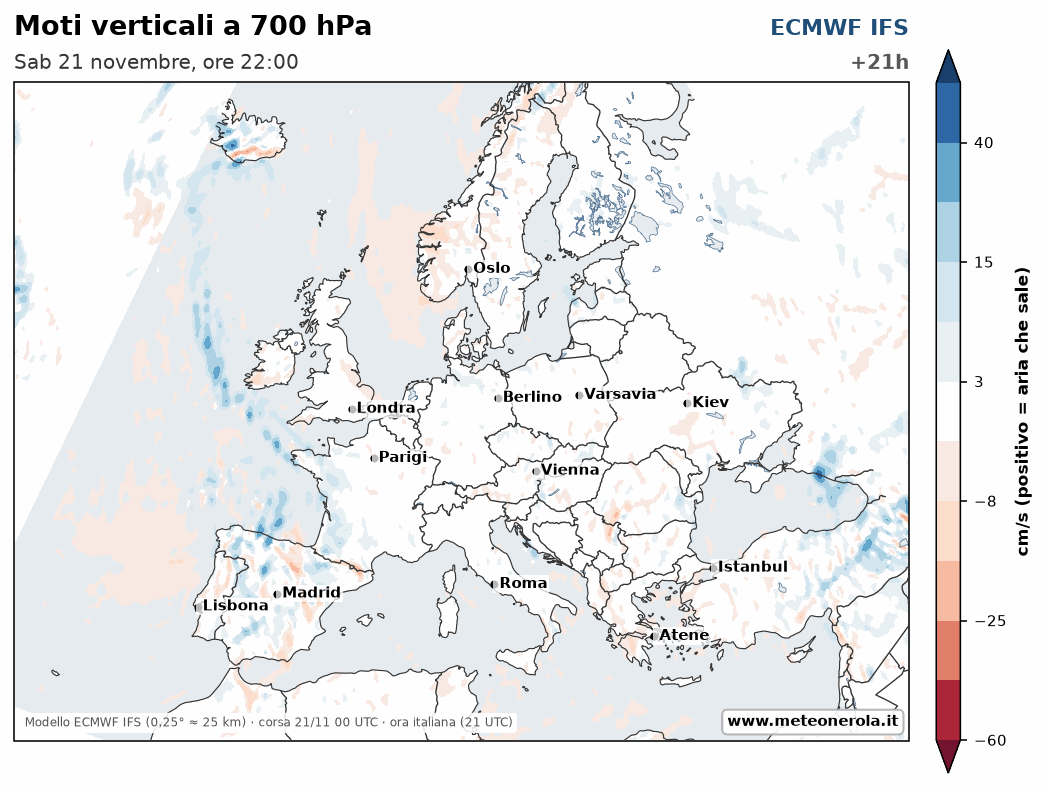 Moti verticali a 700 hPa
ECMWF IFS
Sab 21 novembre, ore 22:00
+21h
40
15
3
−8
−25
−60
cm/s (positivo = aria che sale)
Oslo
Londra
Berlino
Varsavia
Kiev
Parigi
Vienna
Istanbul
Roma
Madrid
Lisbona
Atene
Modello ECMWF IFS (0,25° ≈ 25 km) · corsa 21/11 00 UTC · ora italiana (21 UTC)
www.meteonerola.it